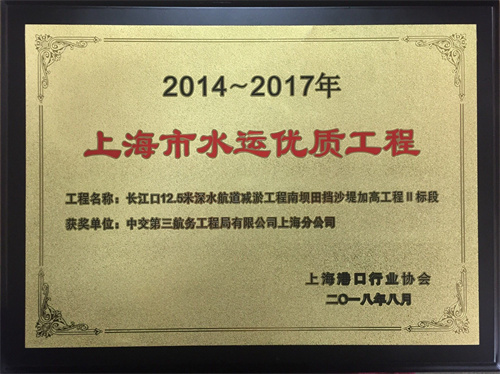 2014~2017年
上海市水运优质工程
工程名称：长江口12.5米深水航道减淤工程南坝田挡沙堤加高工程Ⅱ标段
获奖单位：中交第三航务工程局有限公司上海分公司
上海港口行业协会
二〇一八年八月